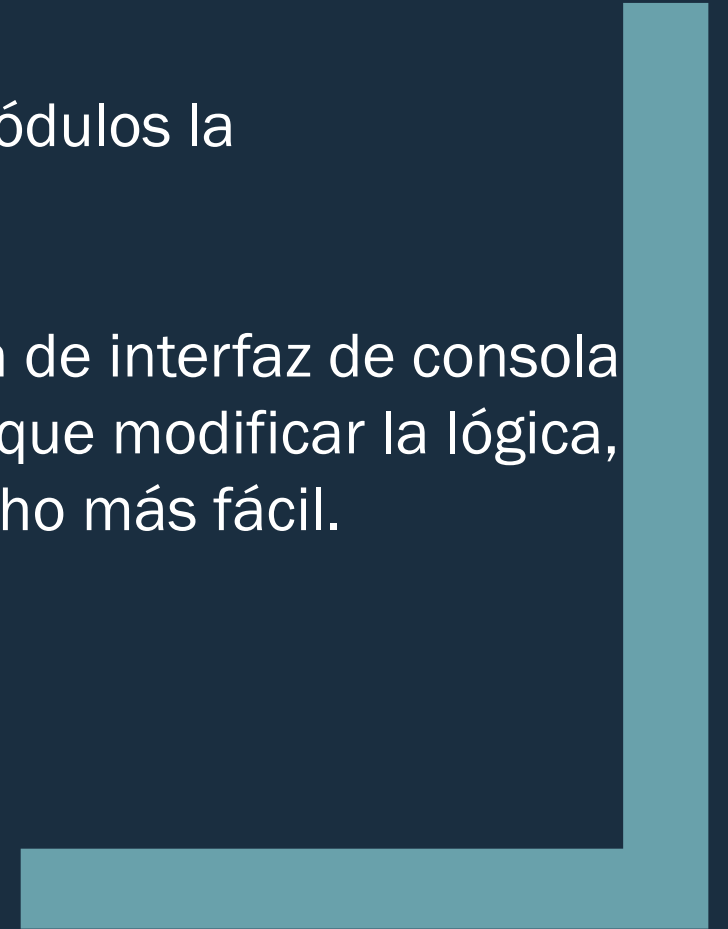 ódulos la
de interfaz de consola
que modificar la lógica,
ho más fácil.